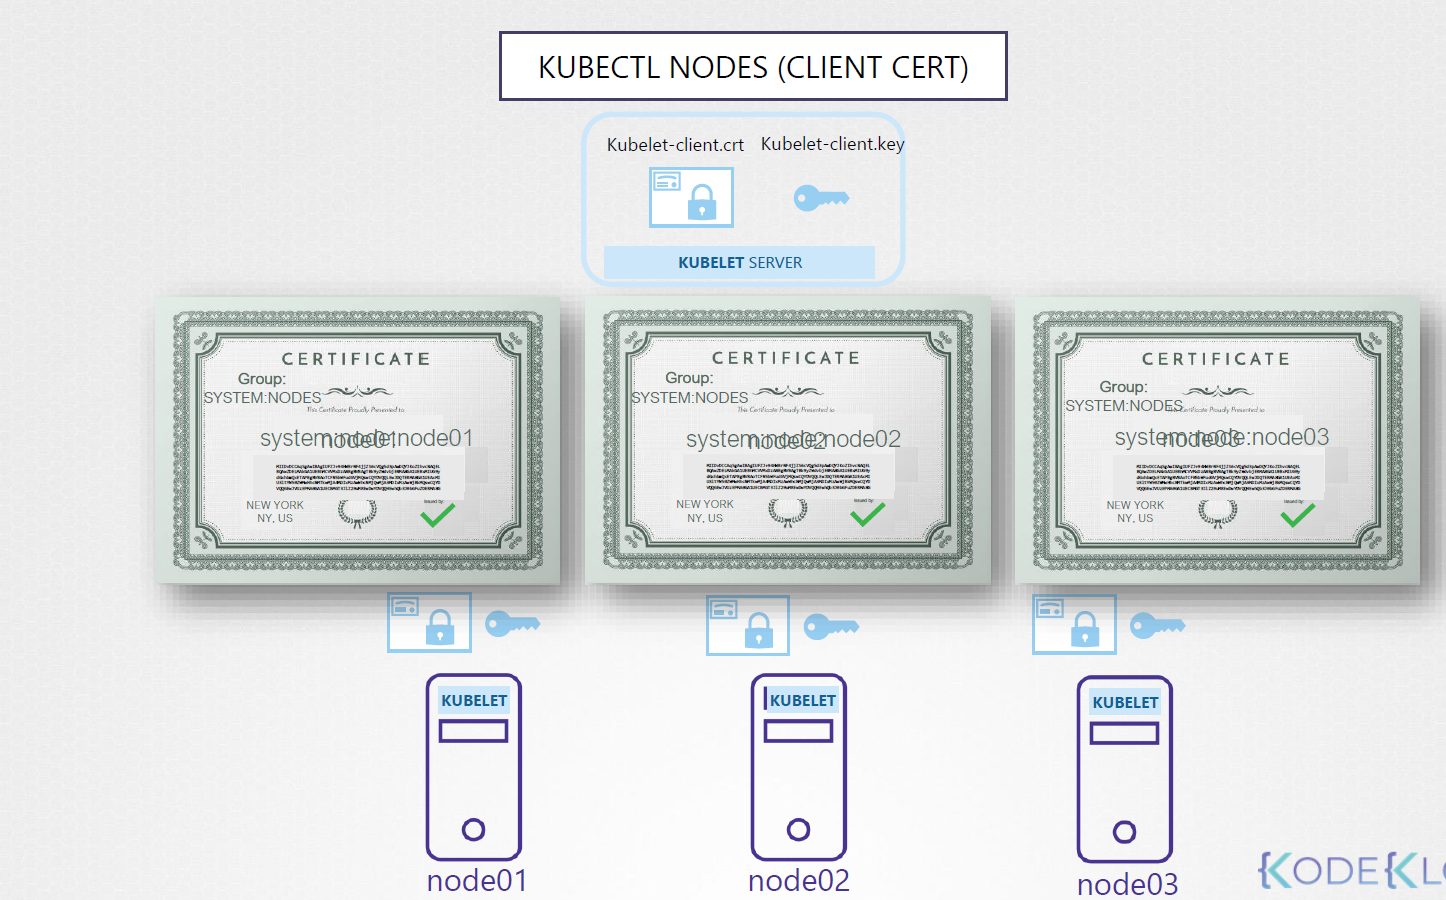 KUBECTL NODES (CLIENT CERT)
Kubelet-client.crt
Kubelet-client.key
KUBELET SERVER
CERTIFICATE
Group:
SYSTEM:NODES
This Certificate Proudly Presented to
system:node:node01
NEW YORK
NY, US
Issued by:
CERTIFICATE
Group:
SYSTEM:NODES
This Certificate Proudly Presented to
system:node:node02
NEW YORK
NY, US
Issued by:
CERTIFICATE
Group:
SYSTEM:NODES
This Certificate Proudly Presented to
system:node:node03
NEW YORK
NY, US
Issued by:
KUBELET
KUBELET
KUBELET
node01
node02
node03
{KODE{KLO